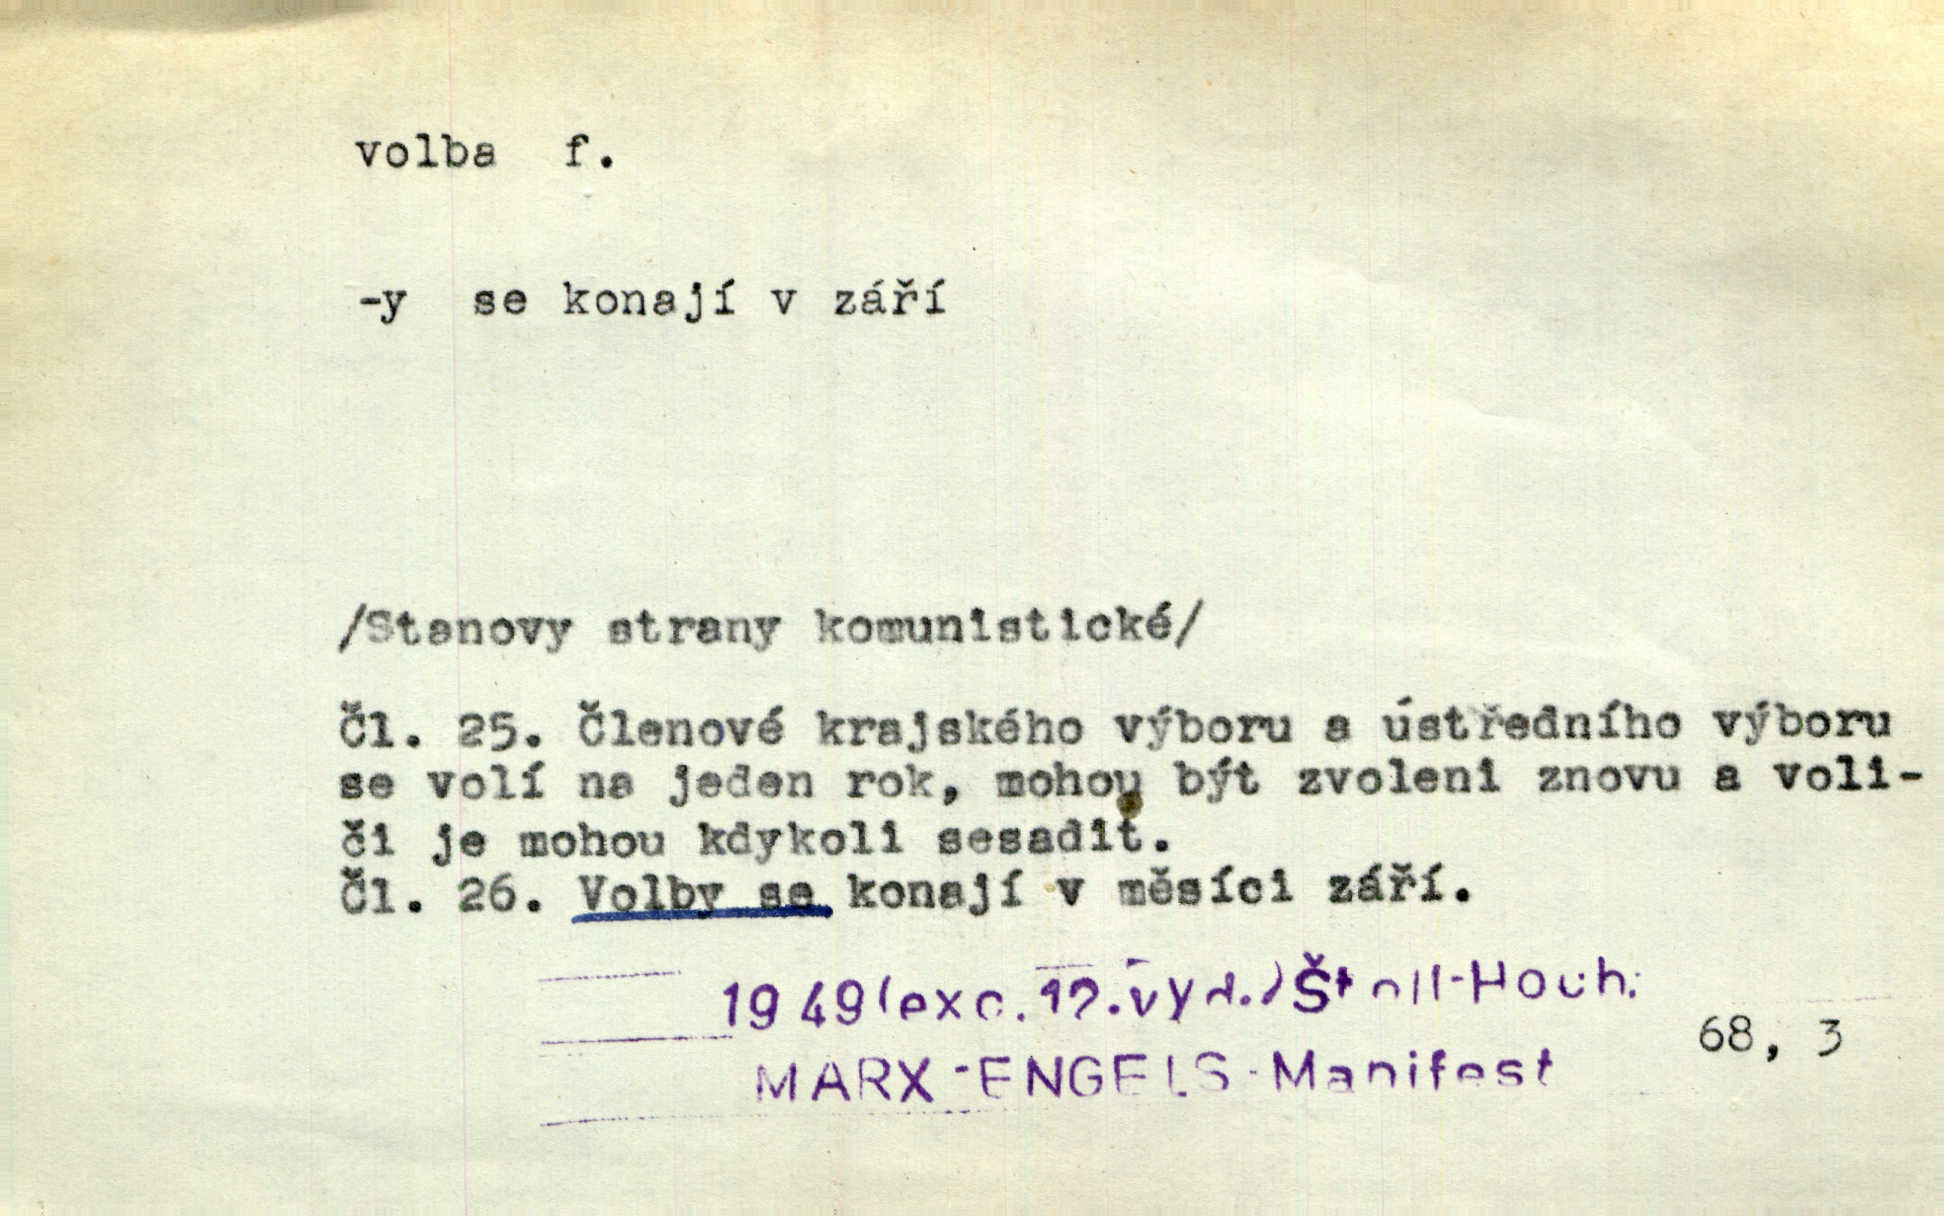 volba f.
-y se konají v září
/Stanovy strany komunistické/
Čl. 25. Členové krajského výboru a ústředního výboru
se volí na jeden rok, mohou být zvoleni znovu a voli-
či je mohou kdykoli sesadit.
Čl. 26. Volby se konají v měsíci září.
1949(exc. 12.vyd.)Štoll-Hoch.
68, 3
MARX-ENGELS-Manifest